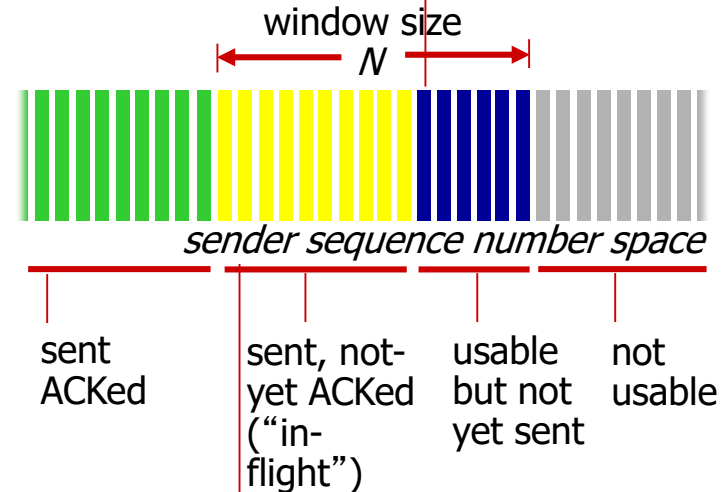 window size
N
sender sequence number space
sent
ACKed
sent, not-
yet ACKed
(“in-
flight”)
usable
but not
yet sent
not
usable